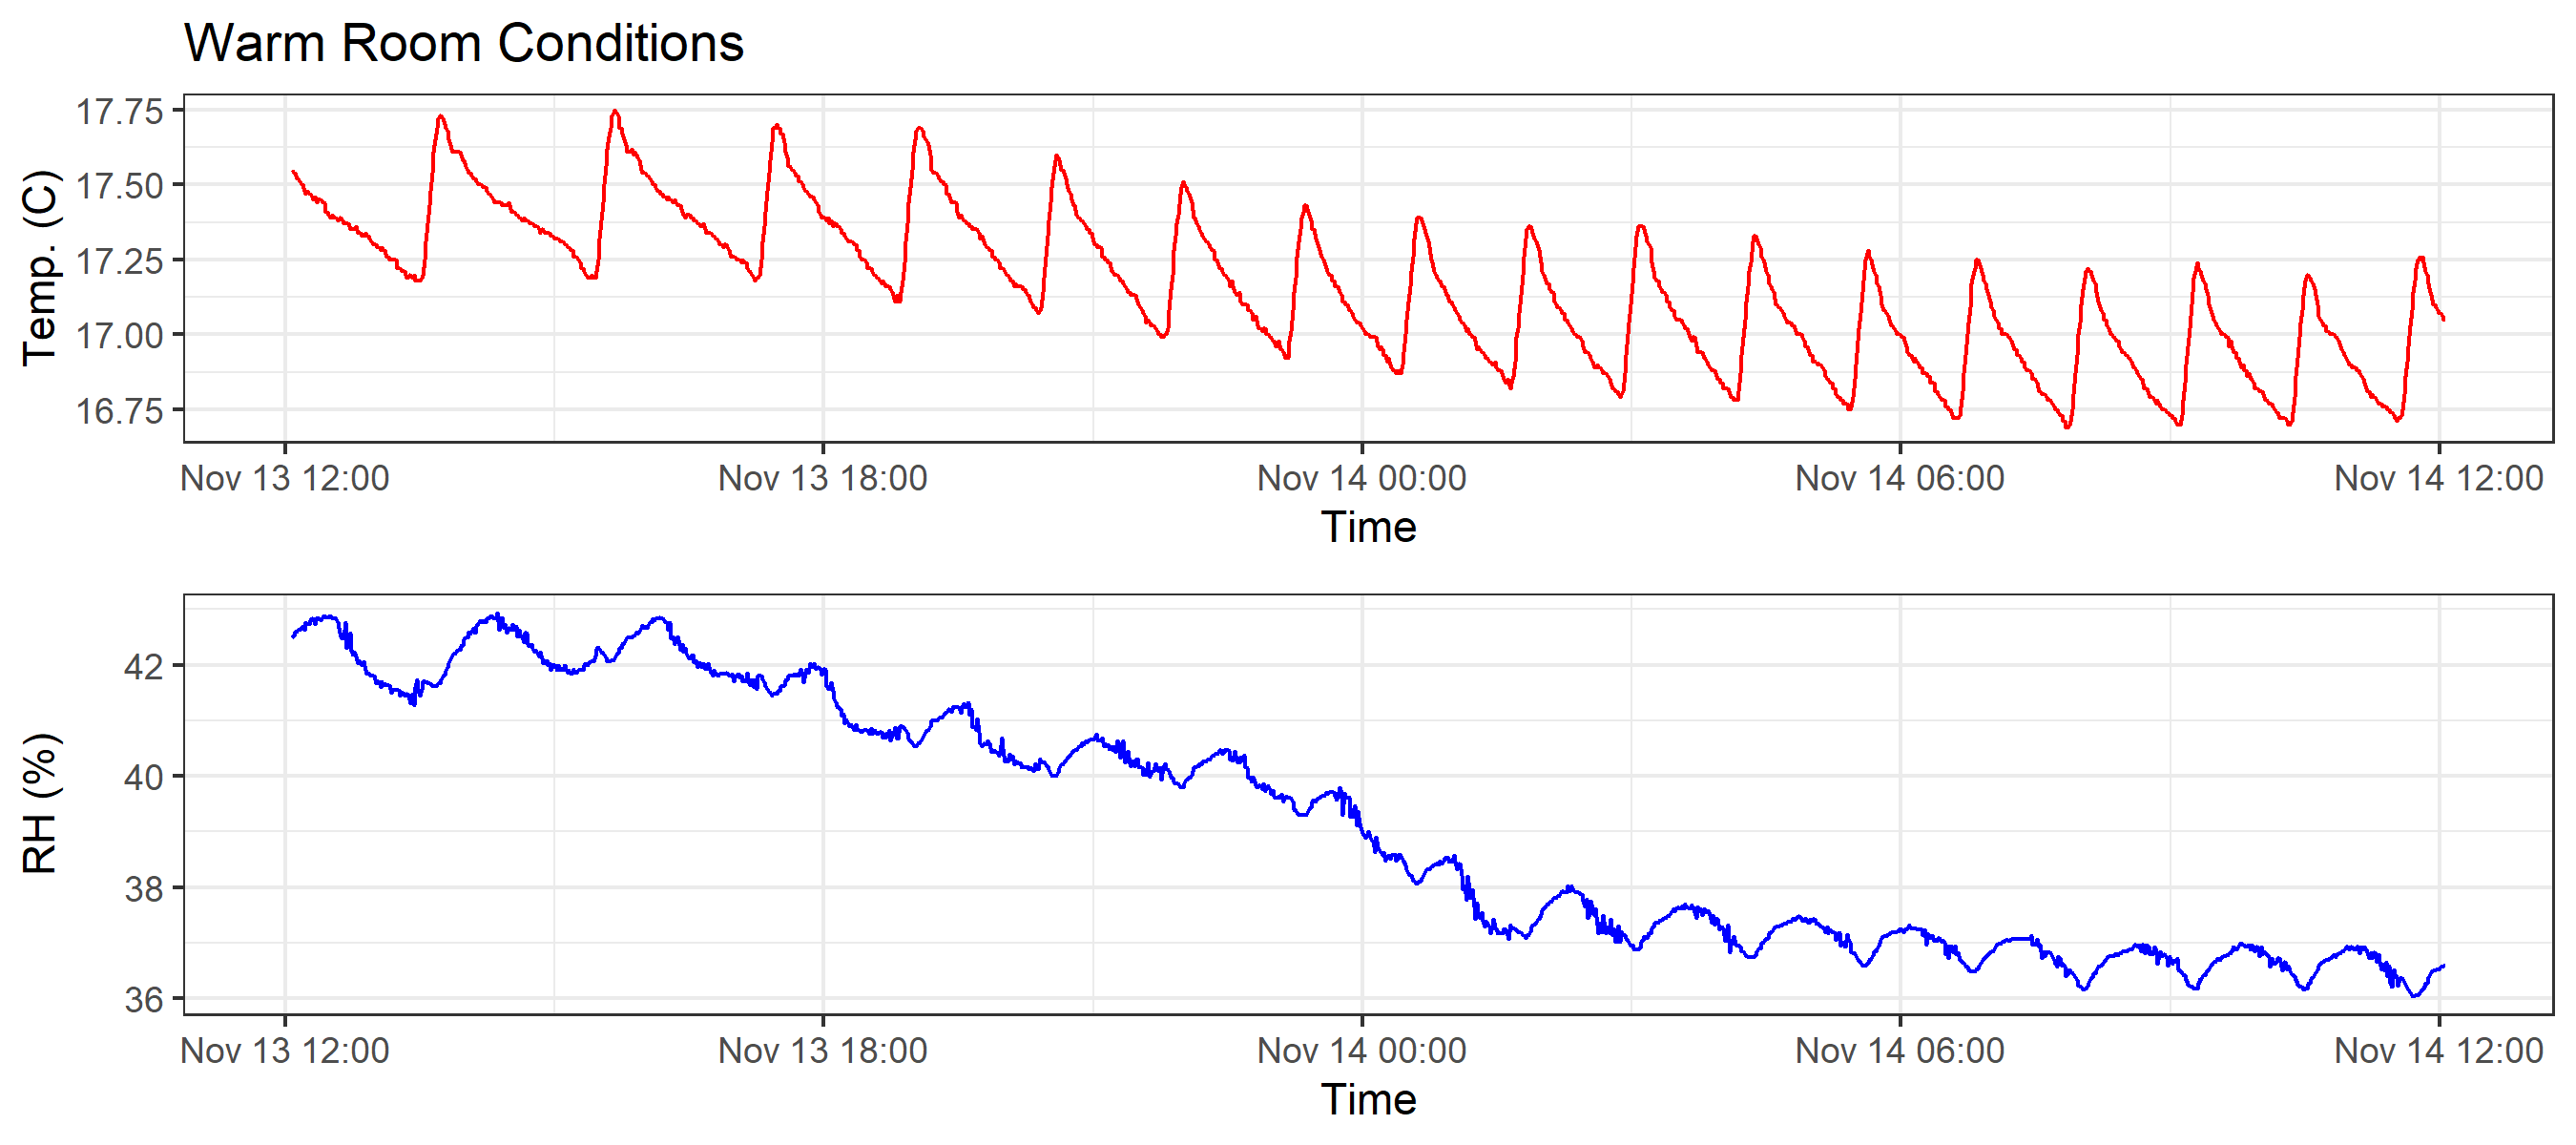 Warm Room Conditions
Temp. (C)
17.75
17.50
17.25
17.00
16.75
Nov 13 12:00 Nov 13 18:00 Nov 14 00:00 Nov 14 06:00 Nov 14 12:00
Time
RH (%)
42
40
38
36
Nov 13 12:00 Nov 13 18:00 Nov 14 00:00 Nov 14 06:00 Nov 14 12:00
Time